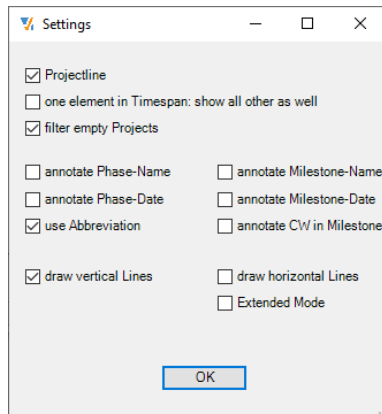 Settings
Projectline
one element in Timespan: show all other as well
filter empty Projects
annotate Phase-Name annotate Milestone-Name
annotate Phase-Date annotate Milestone-Date
use Abbreviation annotate CW in Milestone
draw vertical Lines draw horizontal Lines
Extended Mode
OK